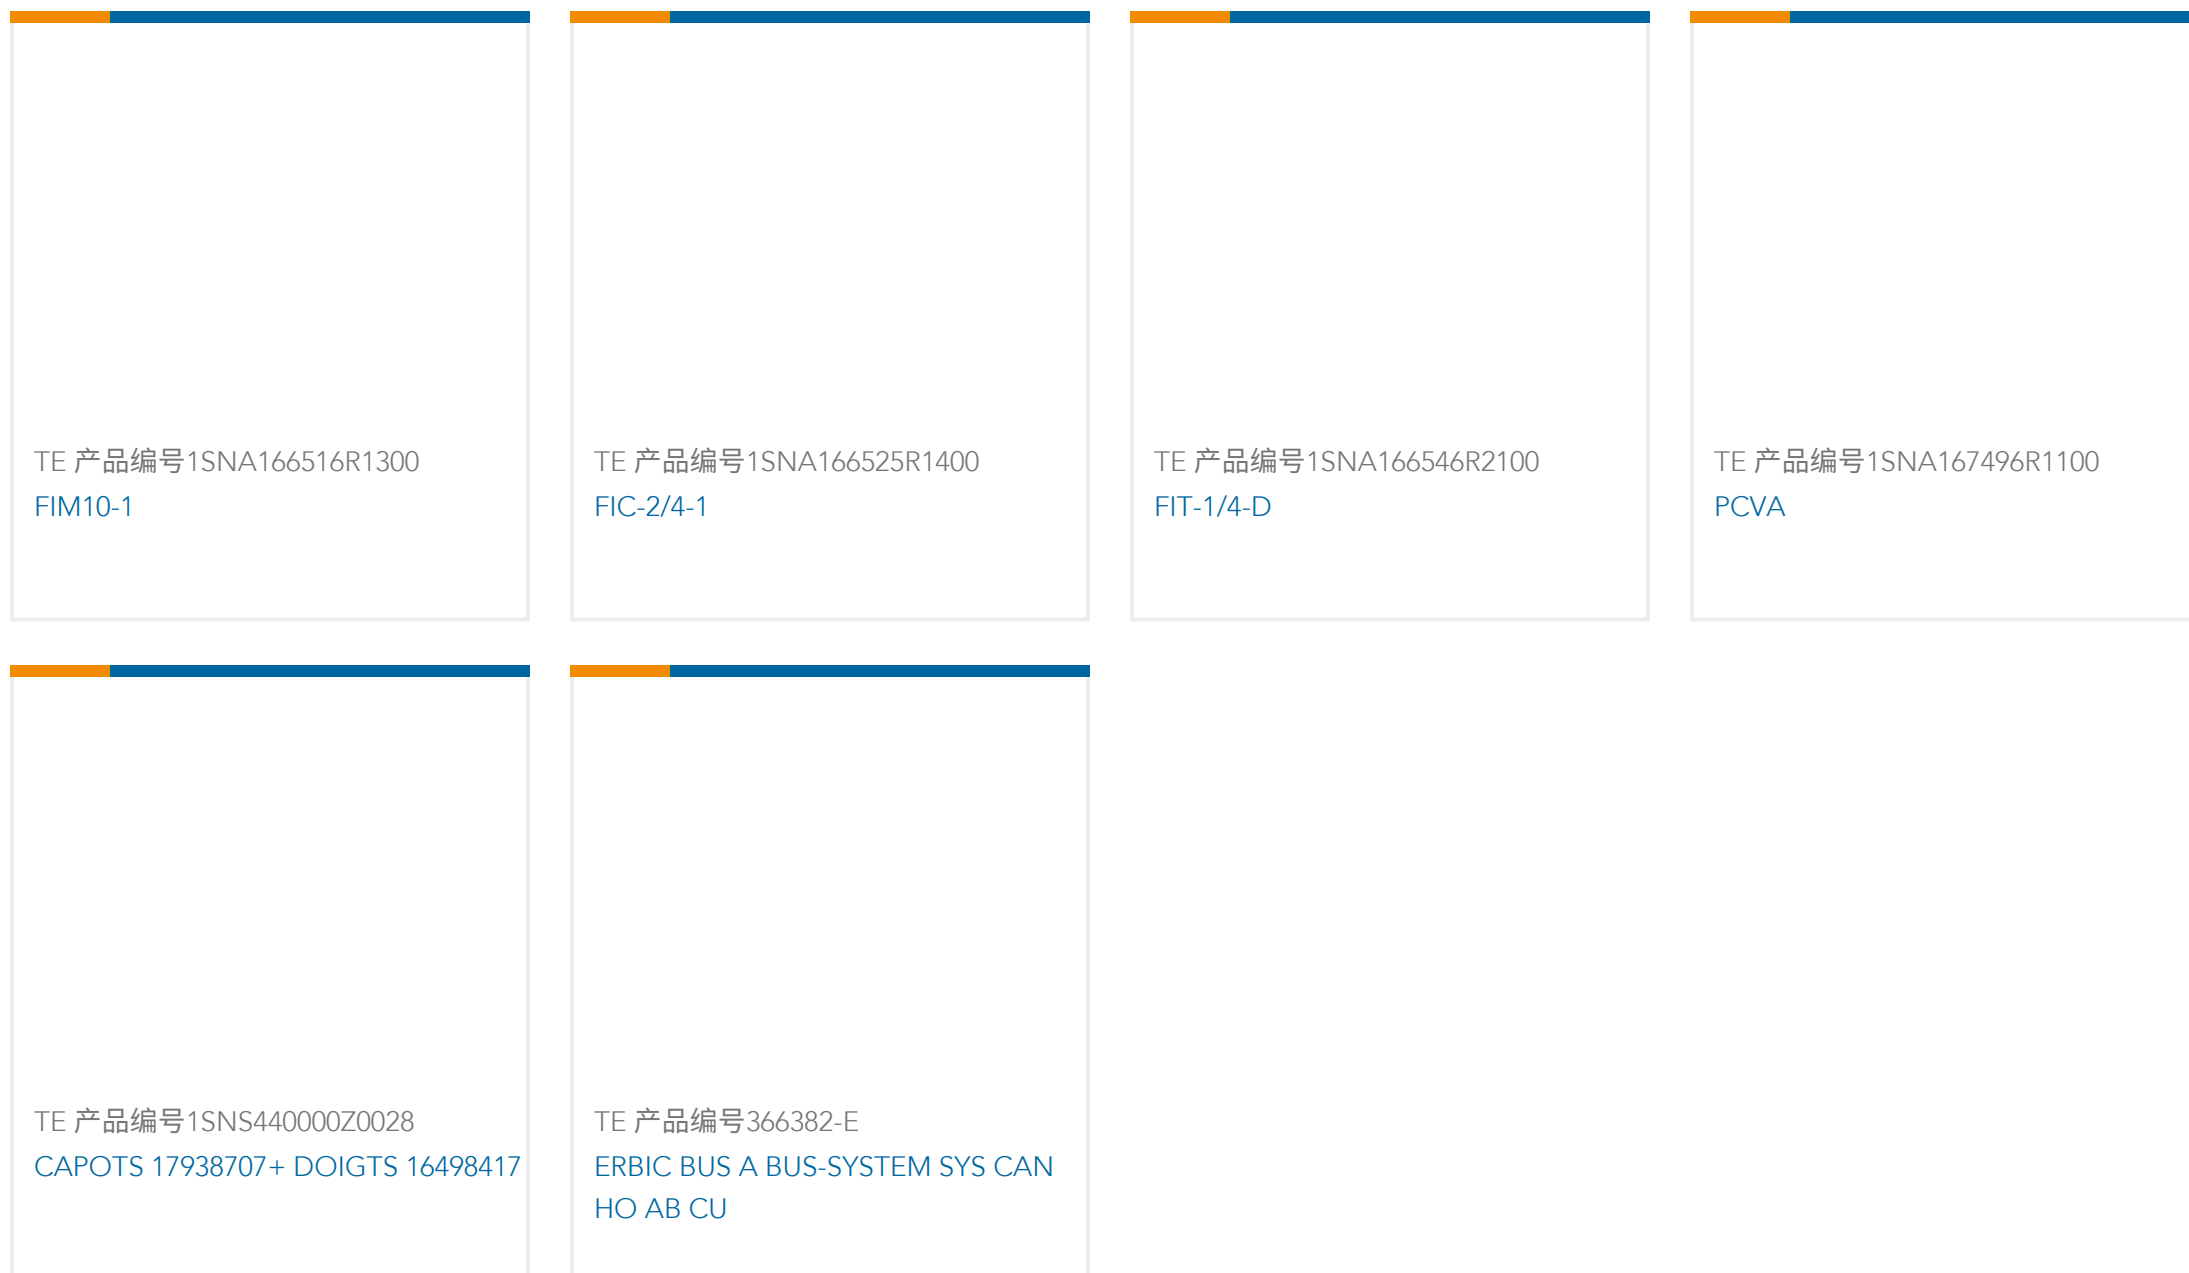 TE 产品编号1SNA166516R1300
FIM10-1
TE 产品编号1SNA166525R1400
FIC-2/4-1
TE 产品编号1SNA166546R2100
FIT-1/4-D
TE 产品编号1SNA167496R1100
PCVA
TE 产品编号1SNS440000Z0028
CAPOTS 17938707+ DOIGTS 16498417
TE 产品编号366382-E
ERBIC BUS A BUS-SYSTEM SYS CAN
HO AB CU